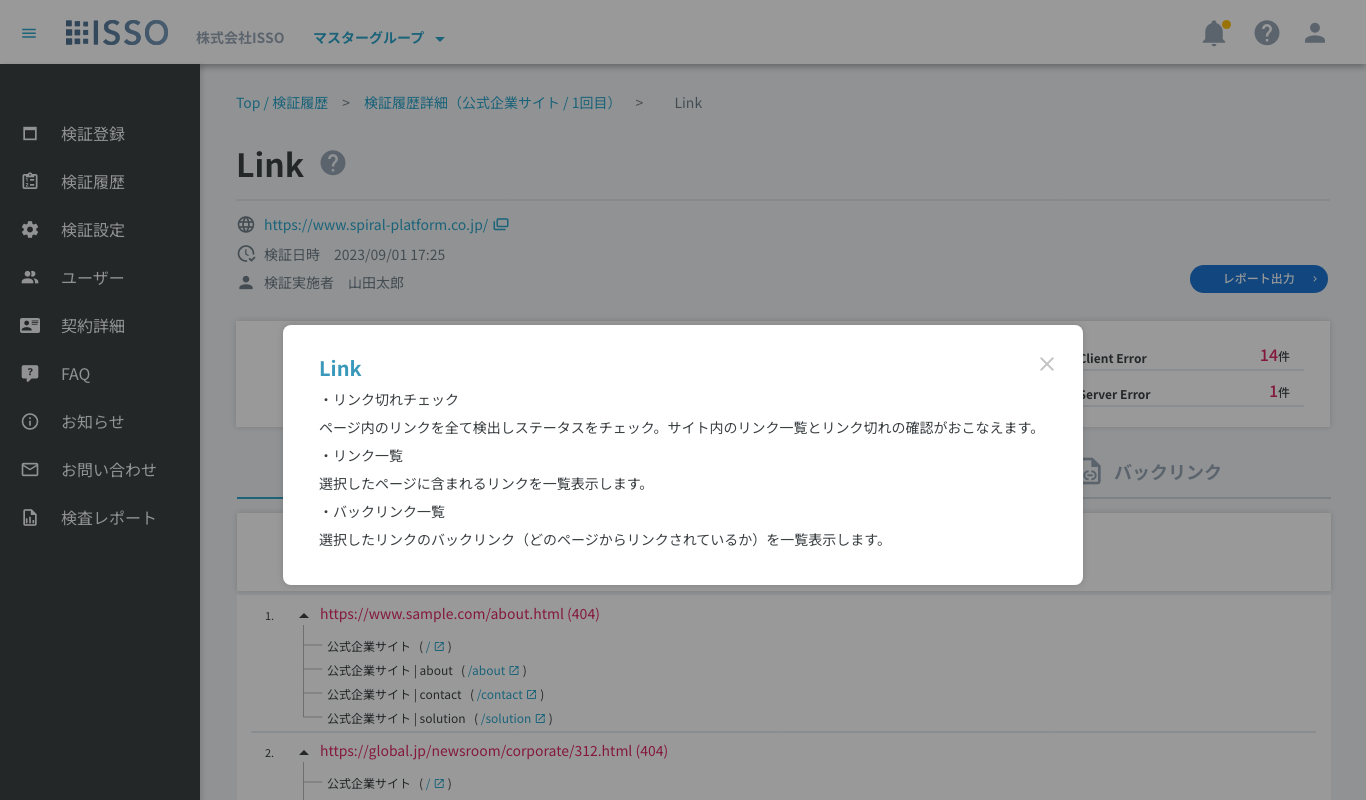 ISSO 株式会社ISSO マスターグループ
Top / 検証履歴 > 検証履歴詳細（公式企業サイト / 1回目） > Link
検証登録
検証履歴
検証設定
ユーザー
契約詳細
FAQ
お知らせ
お問い合わせ
検査レポート
Link
https://www.spiral-platform.co.jp/
検証日時 2023/09/01 17:25
検証実施者 山田太郎
レポート出力
Client Error 14件
Server Error 1件
Link
・リンク切れチェック
ページ内のリンクを全て検出しステータスをチェック。サイト内のリンク一覧とリンク切れの確認がおこなえます。
・リンク一覧
選択したページに含まれるリンクを一覧表示します。
・バックリンク一覧
選択したリンクのバックリンク（どのページからリンクされているか）を一覧表示します。
バックリンク
1. https://www.sample.com/about.html (404)
公式企業サイト ( / )
公式企業サイト | about ( /about )
公式企業サイト | contact ( /contact )
公式企業サイト | solution ( /solution )
2. https://global.jp/newsroom/corporate/312.html (404)
公式企業サイト ( / )